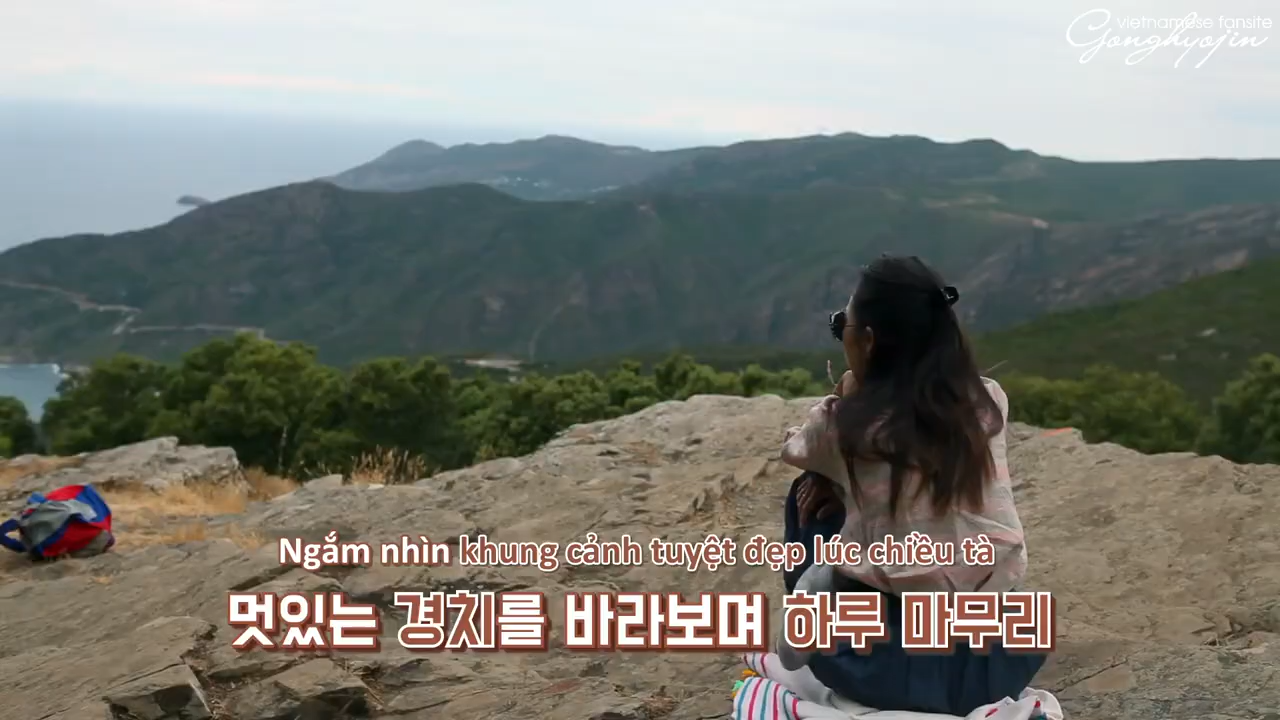 vietnamese fansite
Gonghyojin
Ngắm nhìn khung cảnh tuyệt đẹp lúc chiều tà
멋있는 경치를 바라보며 하루 마무리